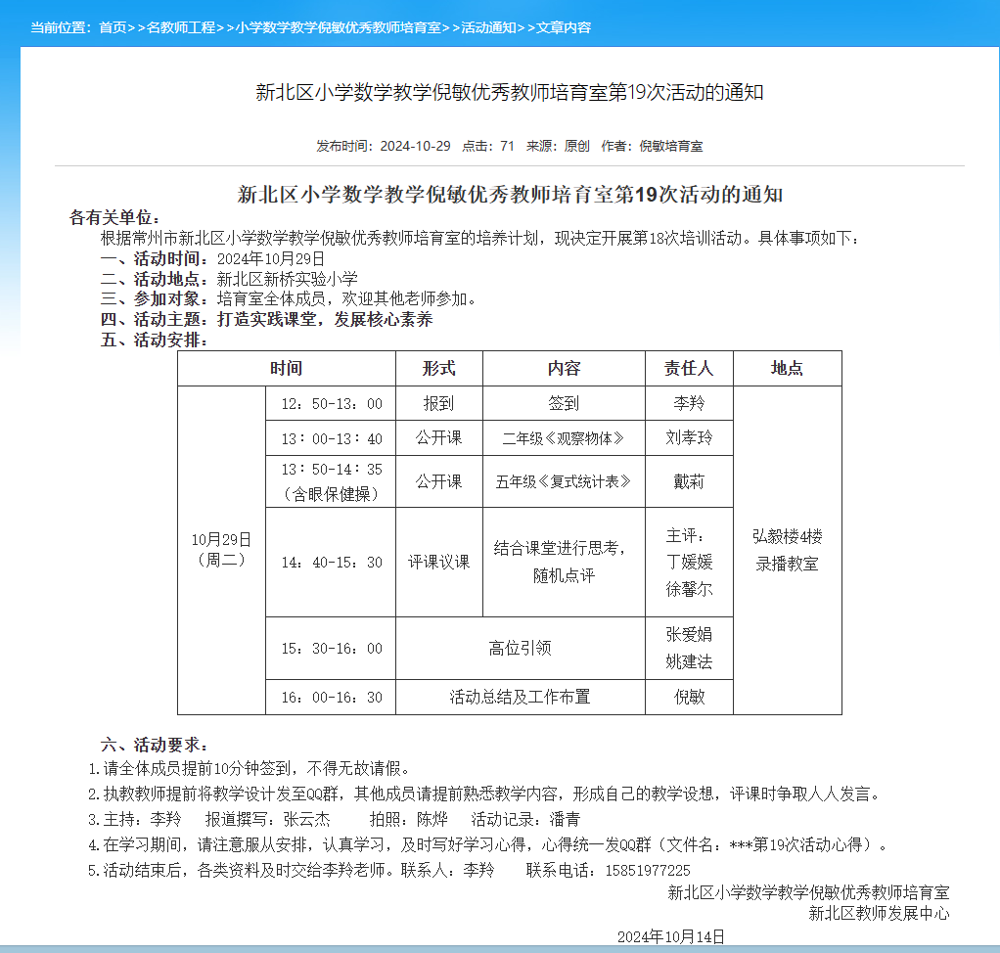 当前位置：首页>>名教师工程>>小学数学教学倪敏优秀教师培育室>>活动通知>>文章内容
新北区小学数学教学倪敏优秀教师培育室第19次活动的通知
发布时间：2024-10-29 点击：71 来源：原创 作者：倪敏培育室
新北区小学数学教学倪敏优秀教师培育室第19次活动的通知
各有关单位：
根据常州市新北区小学数学教学倪敏优秀教师培育室的培养计划，现决定开展第18次培训活动。具体事项如下：
一、活动时间：2024年10月29日
二、活动地点：新北区新桥实验小学
三、参加对象：培育室全体成员，欢迎其他老师参加。
四、活动主题：打造实践课堂，发展核心素养
五、活动安排：
时间 形式 内容 责任人 地点
10月29日
（周二）
12：50-13：00 报到 签到 李羚
13：00-13：40 公开课 二年级《观察物体》 刘孝玲
13：50-14：35
（含眼保健操）
公开课 五年级《复式统计表》 戴莉
14：40-15：30 评课议课
结合课堂进行思考，
随机点评
主评：
丁媛媛
徐馨尔
弘毅楼4楼
录播教室
15：30-16：00 高位引领
张爱娟
姚建法
16：00-16：30 活动总结及工作布置 倪敏
六、活动要求：
1.请全体成员提前10分钟签到，不得无故请假。
2.执教教师提前将教学设计发至QQ群，其他成员请提前熟悉教学内容，形成自己的教学设想，评课时争取人人发言。
3.主持：李羚 报道撰写：张云杰 拍照：陈烨 活动记录：潘青
4.在学习期间，请注意服从安排，认真学习，及时写好学习心得，心得统一发QQ群（文件名：***第19次活动心得）。
5.活动结束后，各类资料及时交给李羚老师。联系人：李羚 联系电话：15851977225
新北区小学数学教学倪敏优秀教师培育室
新北区教师发展中心
2024年10月14日